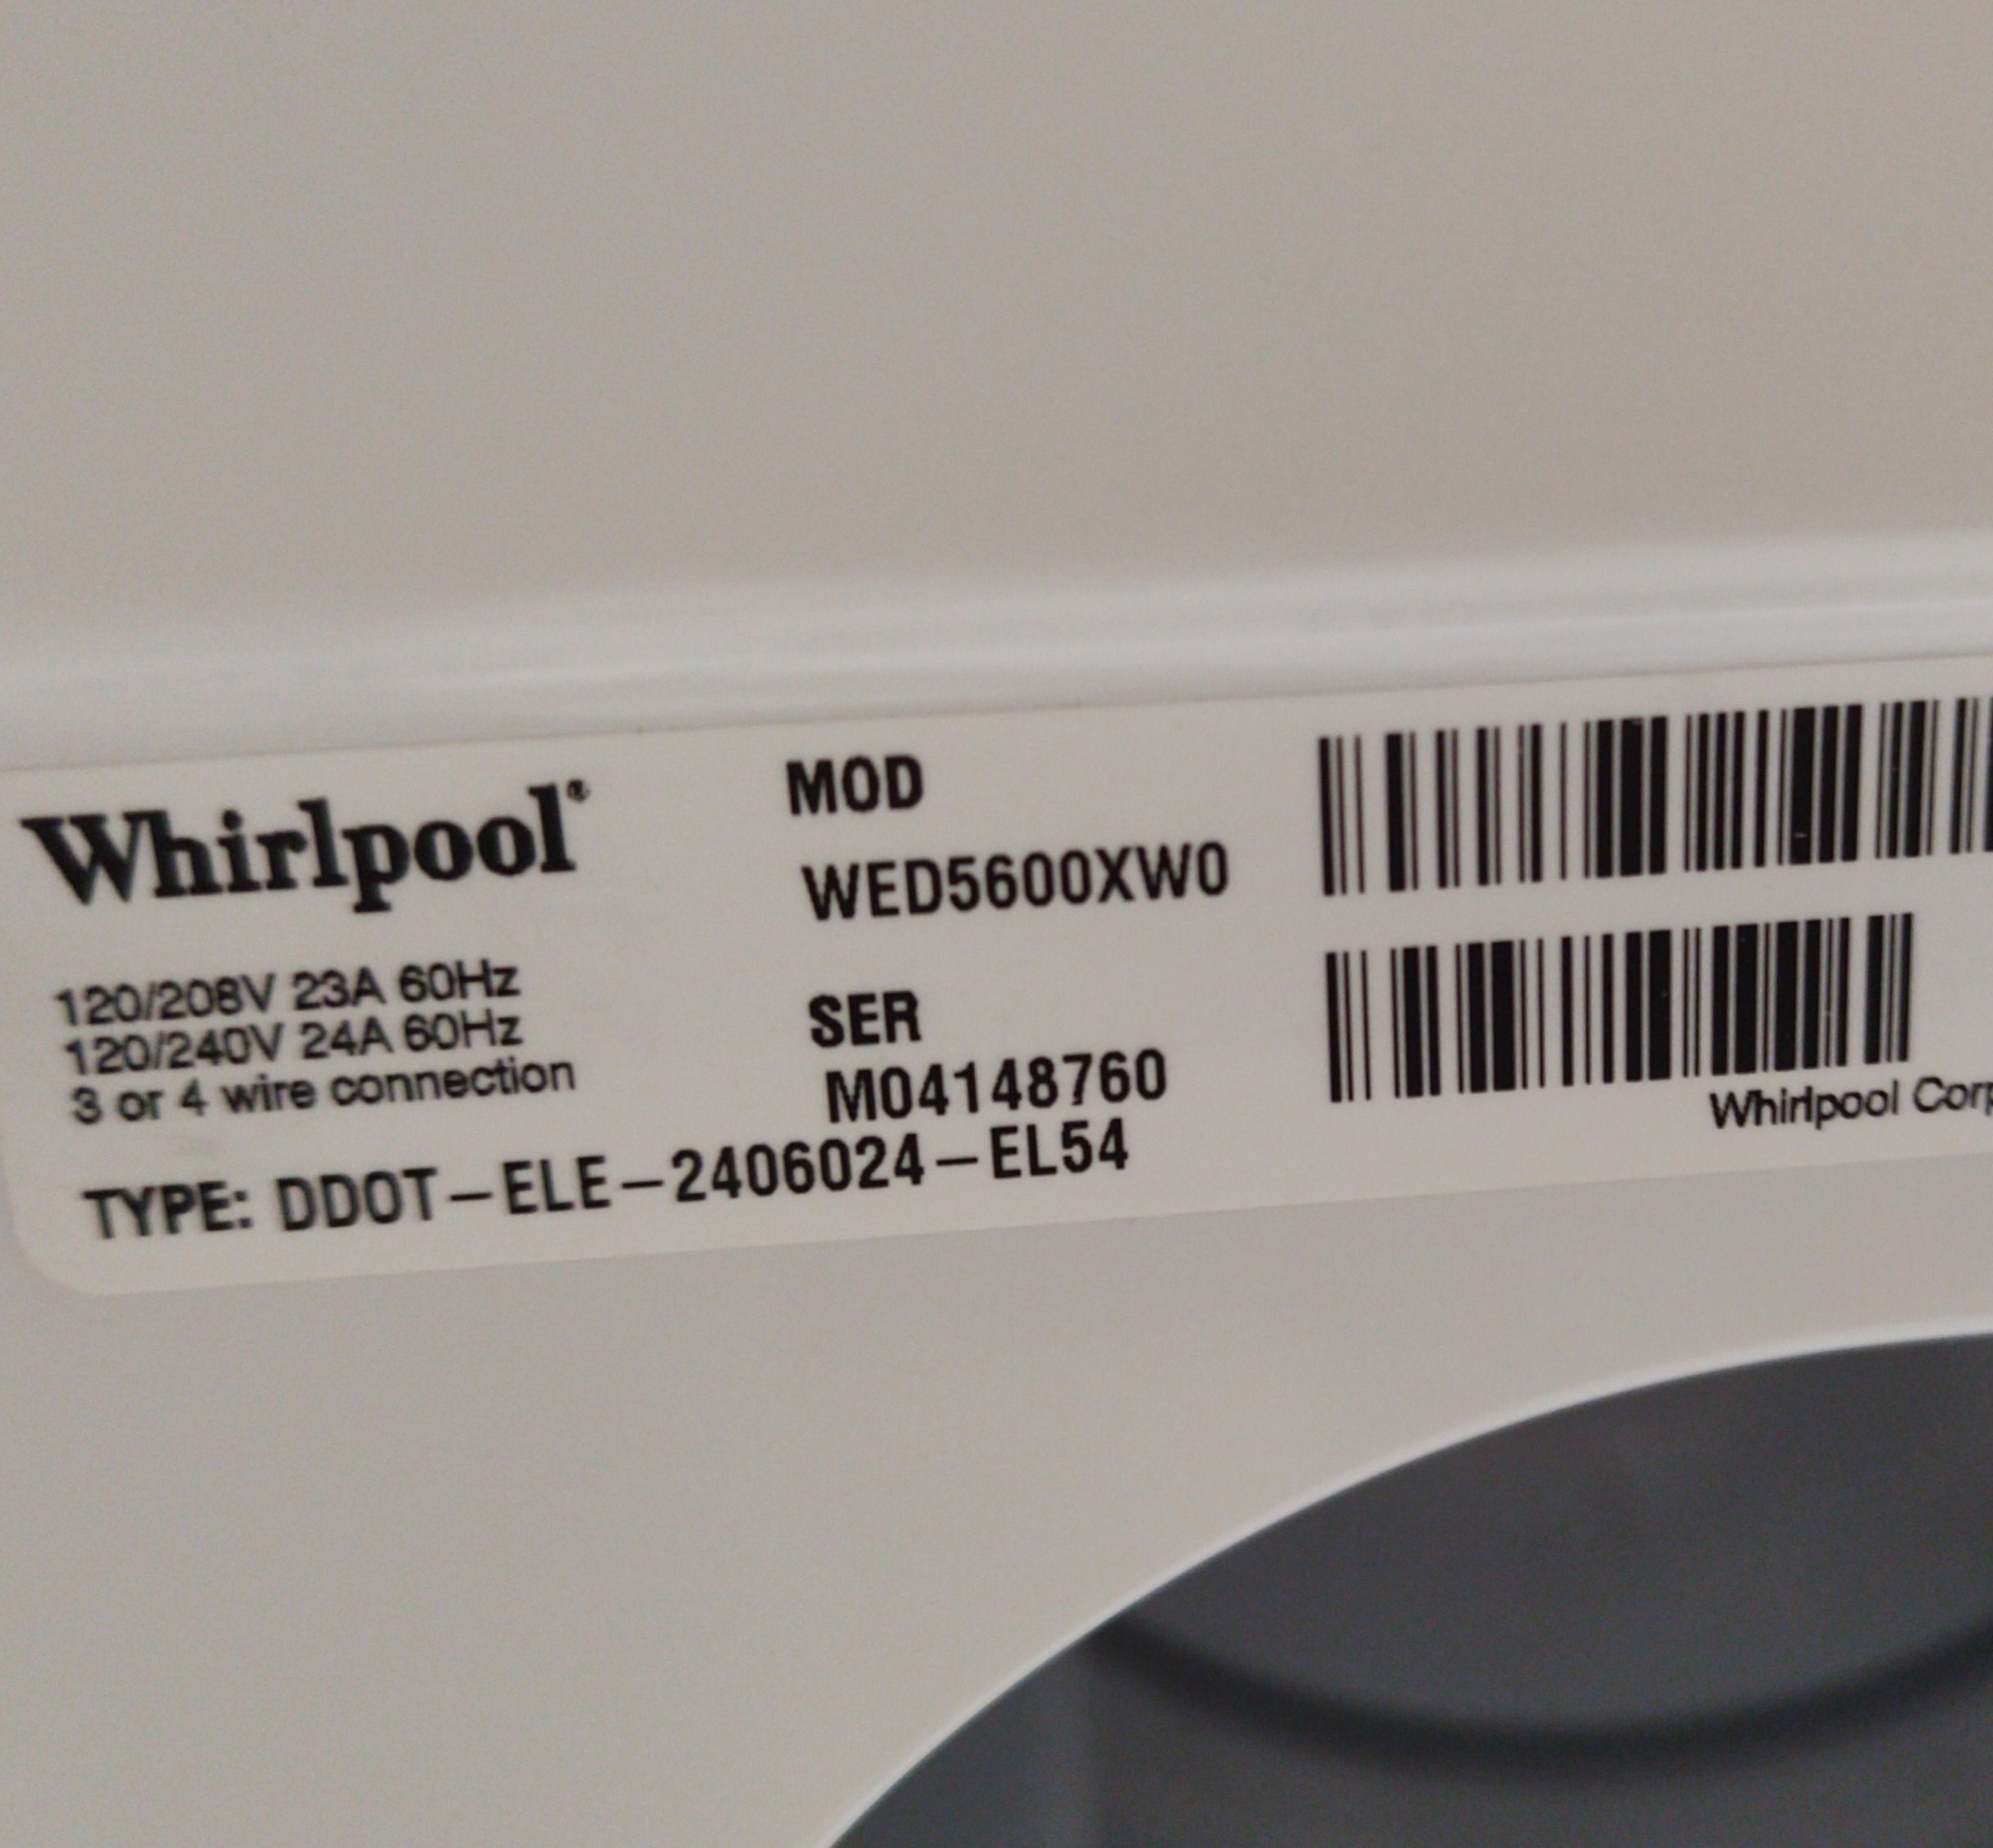 Whirlpool®
120/208V 23A 60Hz
120/240V 24A 60Hz
3 or 4 wire connection
MOD
WED5600XW0
SER
M04148760
TYPE: DDOT-ELE-2406024-EL54
Whirlpool Corp